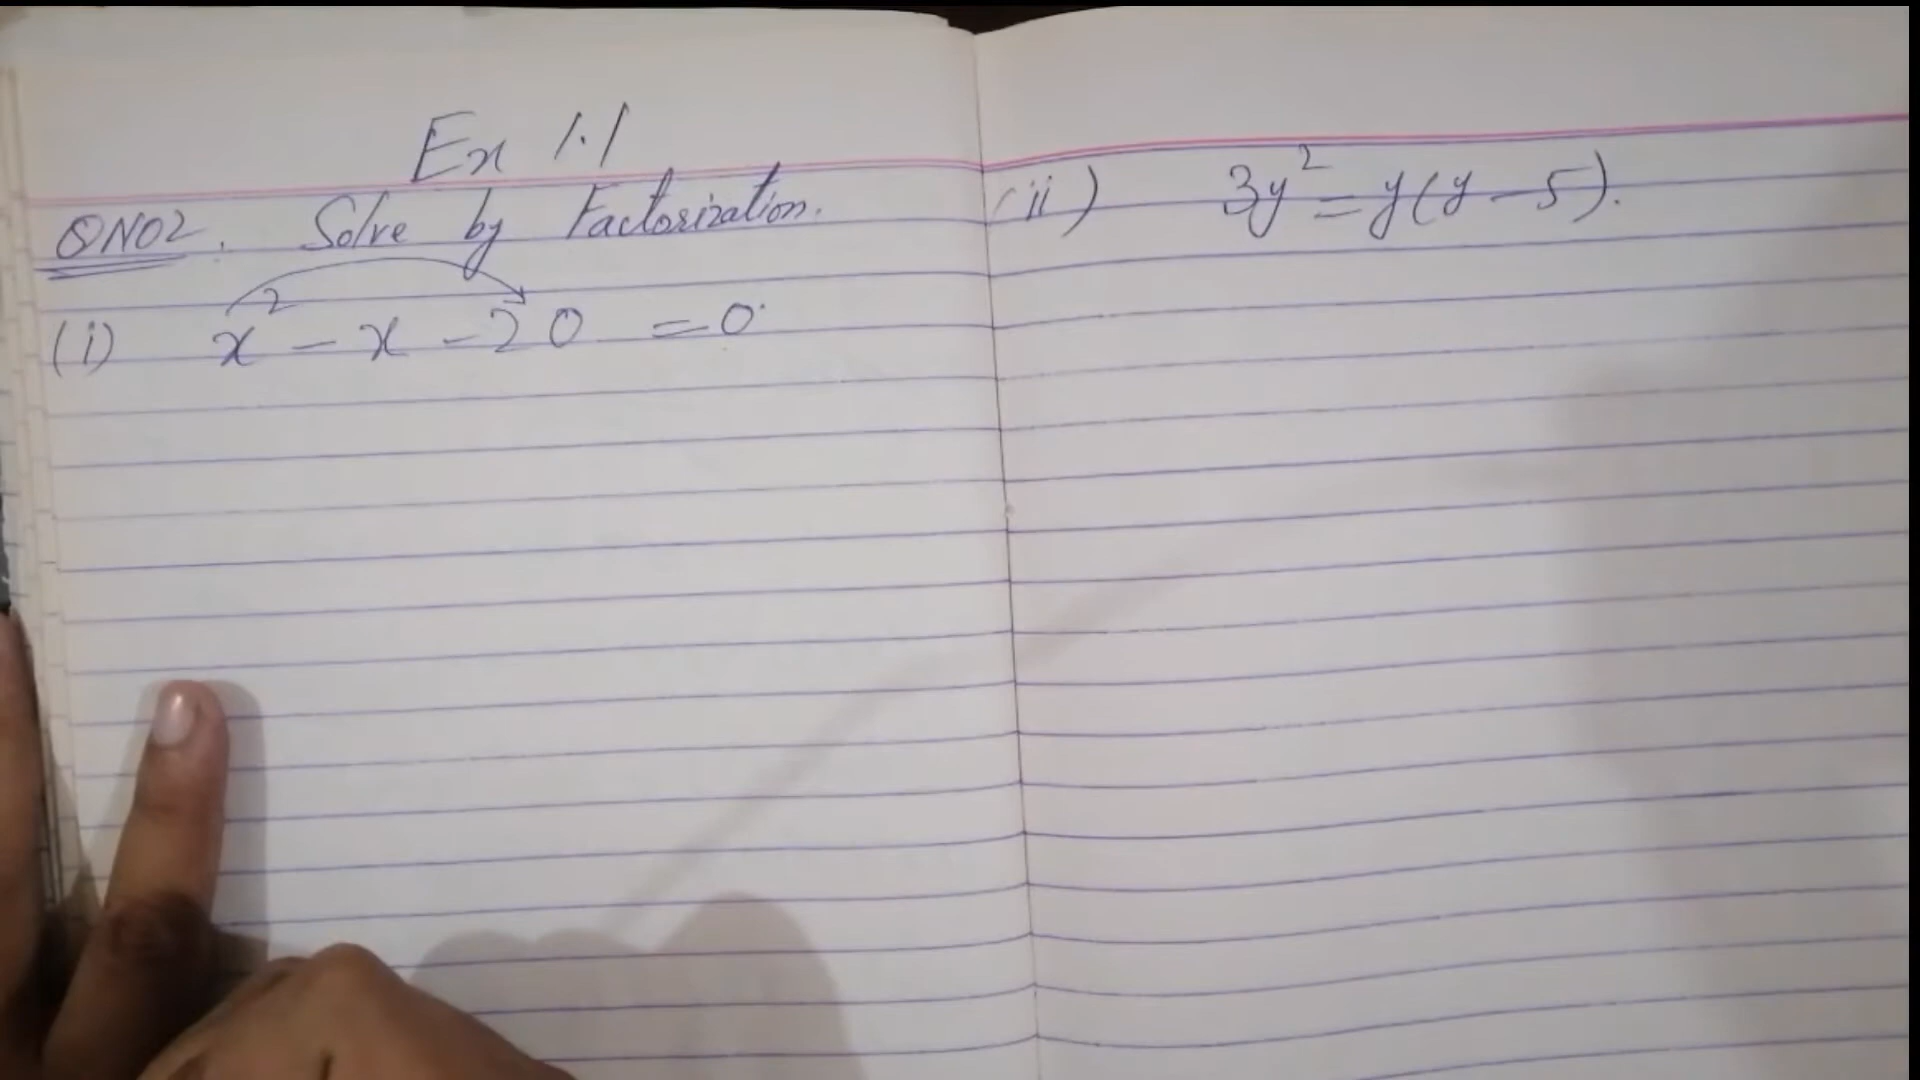 Ex 1.1
QNO2. Solve by Factorization.
(i) x² - x - 20 = 0
(ii) 3y² = y(y - 5).